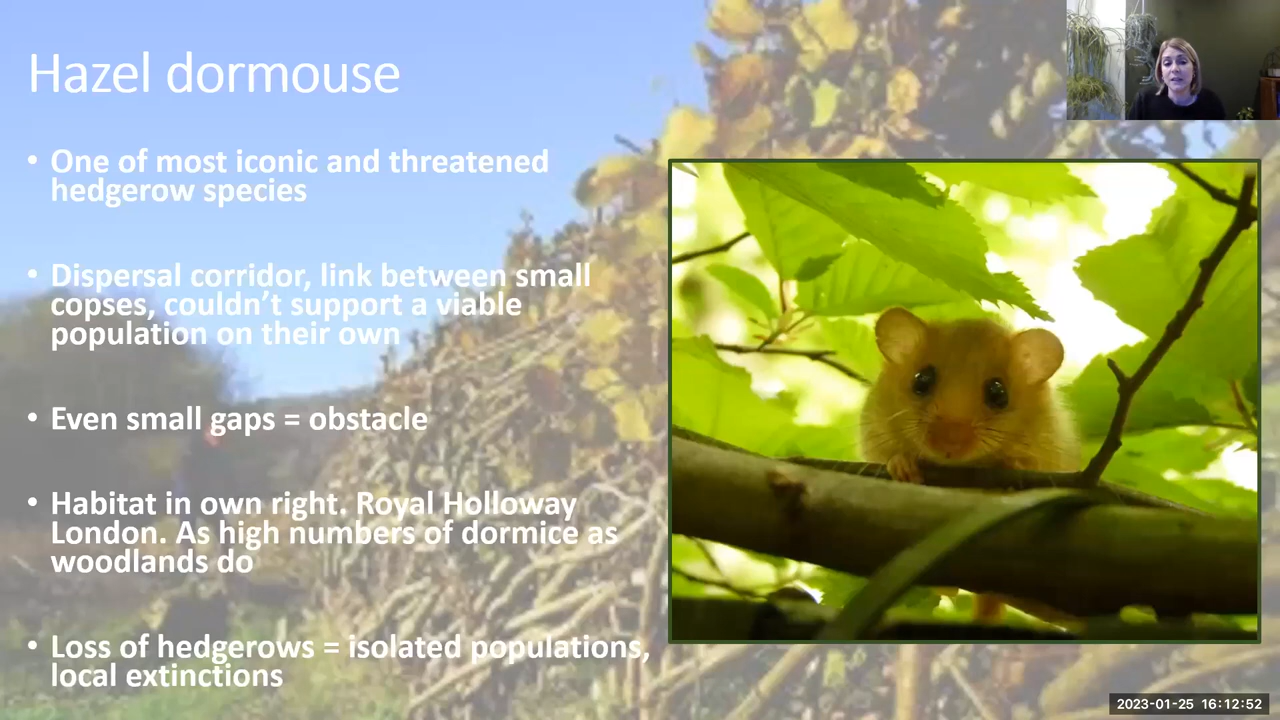 Hazel dormouse
• One of most iconic and threatened
hedgerow species
• Dispersal corridor, link between small
copses, couldn’t support a viable
population on their own
• Even small gaps = obstacle
• Habitat in own right. Royal Holloway
London. As high numbers of dormice as
woodlands do
• Loss of hedgerows = isolated populations,
local extinctions
2023-01-25 16:12:52